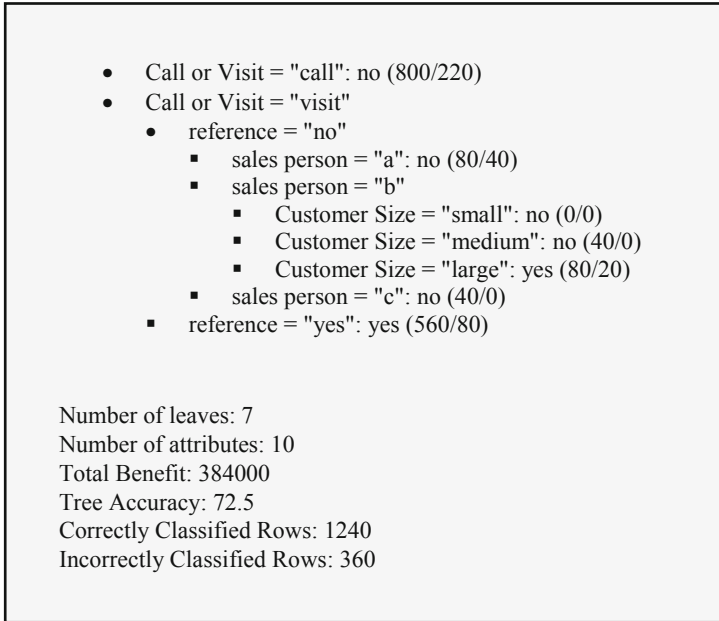 • Call or Visit = "call": no (800/220)
• Call or Visit = "visit"
• reference = "no"
▪ sales person = "a": no (80/40)
▪ sales person = "b"
▪ Customer Size = "small": no (0/0)
▪ Customer Size = "medium": no (40/0)
▪ Customer Size = "large": yes (80/20)
▪ sales person = "c": no (40/0)
▪ reference = "yes": yes (560/80)
Number of leaves: 7
Number of attributes: 10
Total Benefit: 384000
Tree Accuracy: 72.5
Correctly Classified Rows: 1240
Incorrectly Classified Rows: 360